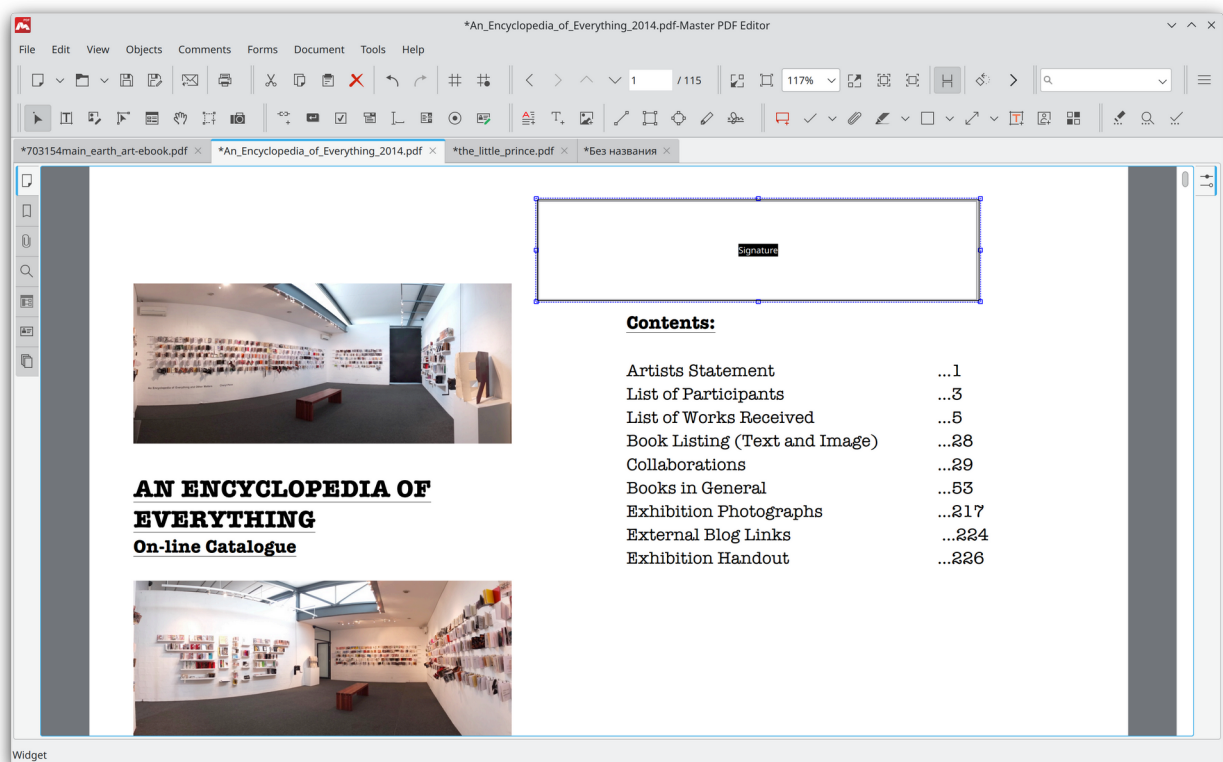 *An_Encyclopedia_of_Everything_2014.pdf-Master PDF Editor
File Edit View Objects Comments Forms Document Tools Help
1 / 115 117%
*703154main_earth_art-ebook.pdf *An_Encyclopedia_of_Everything_2014.pdf *the_little_prince.pdf *Без названия
Signature
Contents:
Artists Statement ...1
List of Participants ...3
List of Works Received ...5
Book Listing (Text and Image) ...28
Collaborations ...29
Books in General ...53
Exhibition Photographs ...217
External Blog Links ...224
Exhibition Handout ...226
AN ENCYCLOPEDIA OF
EVERYTHING
On-line Catalogue
Widget